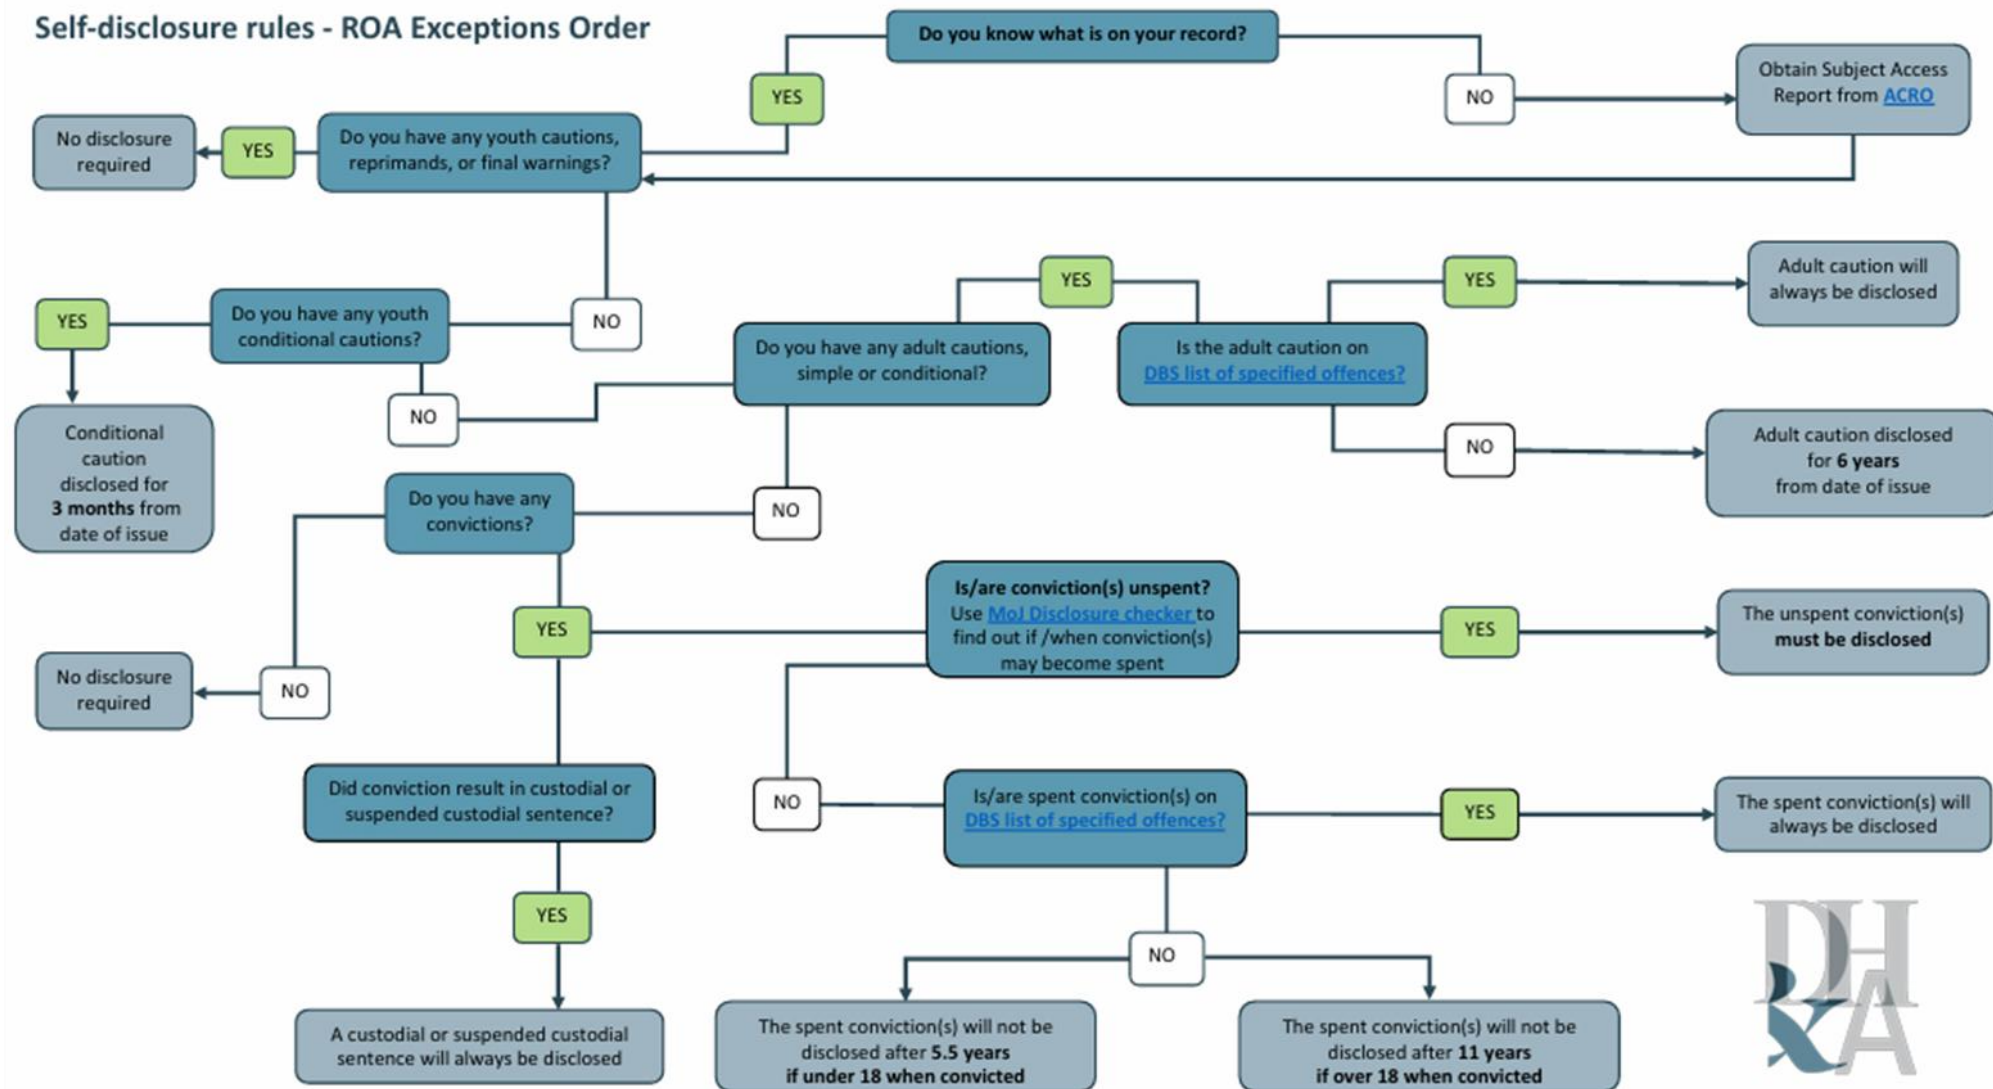 Self-disclosure rules - ROA Exceptions Order
Do you know what is on your record?
YES
NO
Obtain Subject Access
Report from ACRO
No disclosure
required
YES
Do you have any youth cautions,
reprimands, or final warnings?
YES
Do you have any youth
conditional cautions?
NO
Conditional
caution
disclosed for
3 months from
date of issue
NO
Do you have any adult cautions,
simple or conditional?
YES
Is the adult caution on
DBS list of specified offences?
YES
Adult caution will
always be disclosed
NO
Adult caution disclosed
for 6 years
from date of issue
Do you have any
convictions?
NO
No disclosure
required
NO
YES
Is/are conviction(s) unspent?
Use MoJ Disclosure checker to
find out if /when conviction(s)
may become spent
YES
The unspent conviction(s)
must be disclosed
Did conviction result in custodial or
suspended custodial sentence?
NO
Is/are spent conviction(s) on
DBS list of specified offences?
YES
The spent conviction(s) will
always be disclosed
YES
NO
A custodial or suspended custodial
sentence will always be disclosed
The spent conviction(s) will not be
disclosed after 5.5 years
if under 18 when convicted
The spent conviction(s) will not be
disclosed after 11 years
if over 18 when convicted